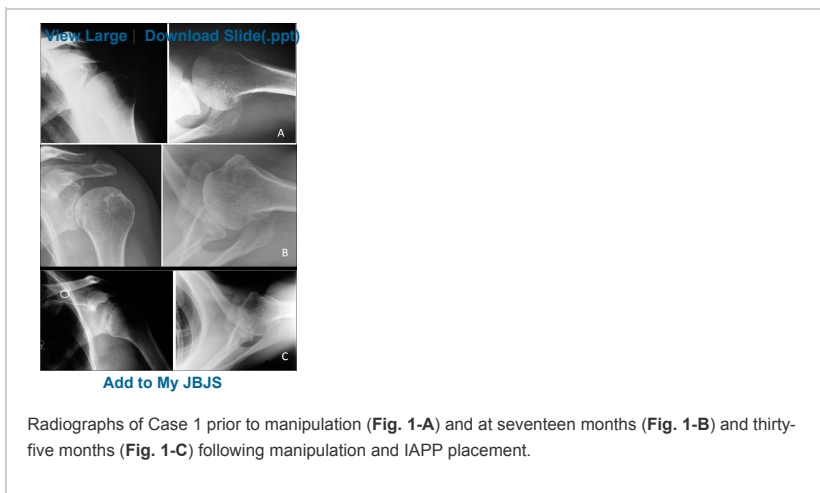 View Large | Download Slide(.ppt)
A
B
C
Add to My JBJS
Radiographs of Case 1 prior to manipulation (Fig. 1-A) and at seventeen months (Fig. 1-B) and thirty-
five months (Fig. 1-C) following manipulation and IAPP placement.